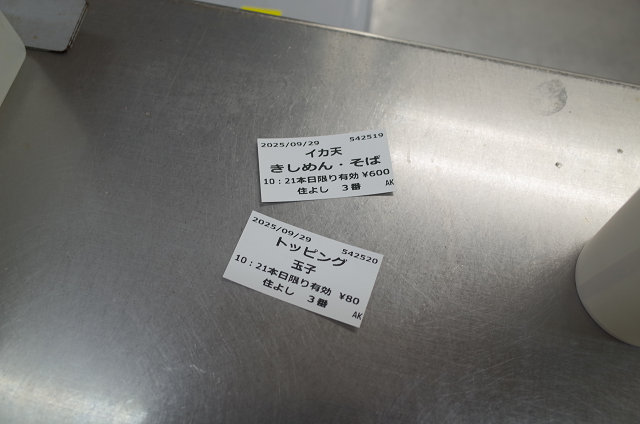 2025/09/29 542519
イカ天
きしめん・そば
10：21本日限り有効 ¥600
住よし 3番 AK
2025/09/29 542520
トッピング
玉子
10：21本日限り有効 ¥80
住よし 3番 AK